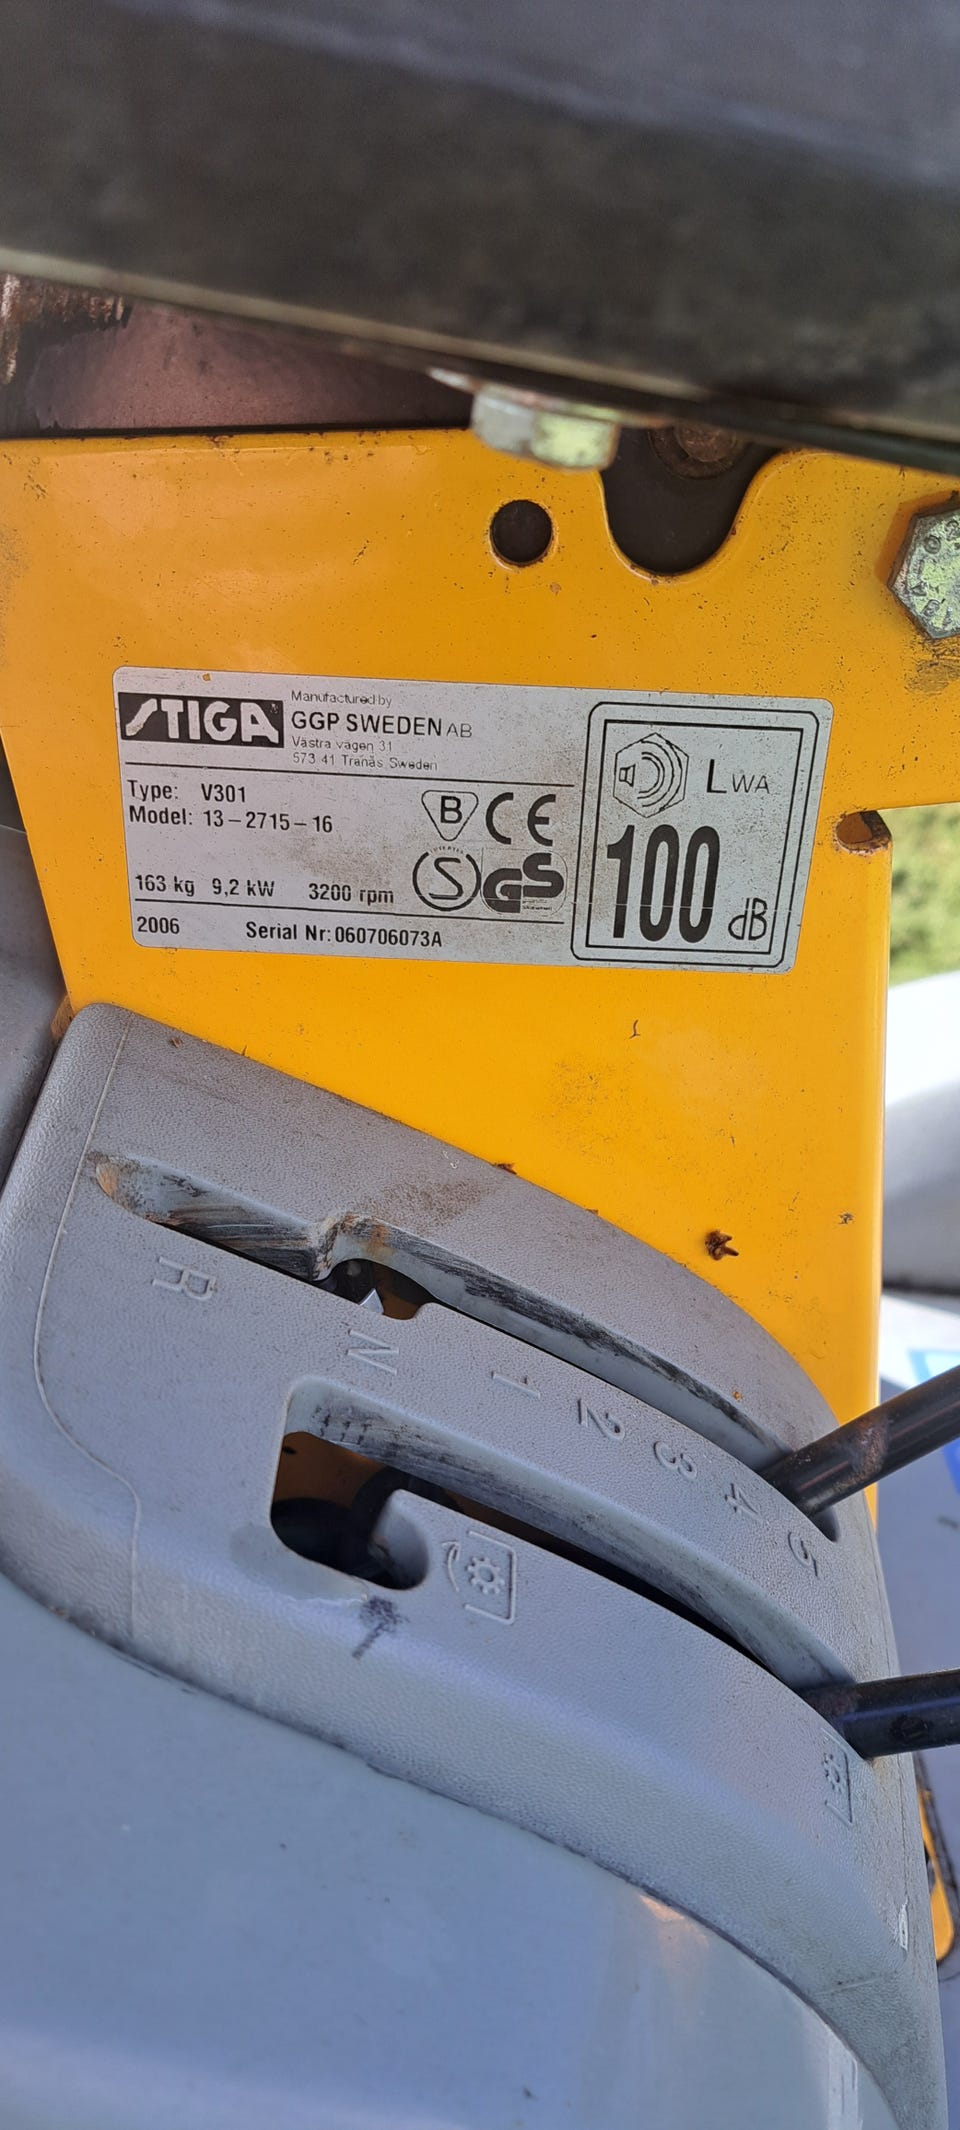 STIGA
Manufactured by
GGP SWEDEN AB
Västra vägen 31
573 41 Tranås Sweden
Type: V301
Model: 13-2715-16
B CE
S GS
163 kg 9,2 kW 3200 rpm
2006 Serial Nr: 060706073A
LWA
100 dB
R
N
1
2
3
4
5